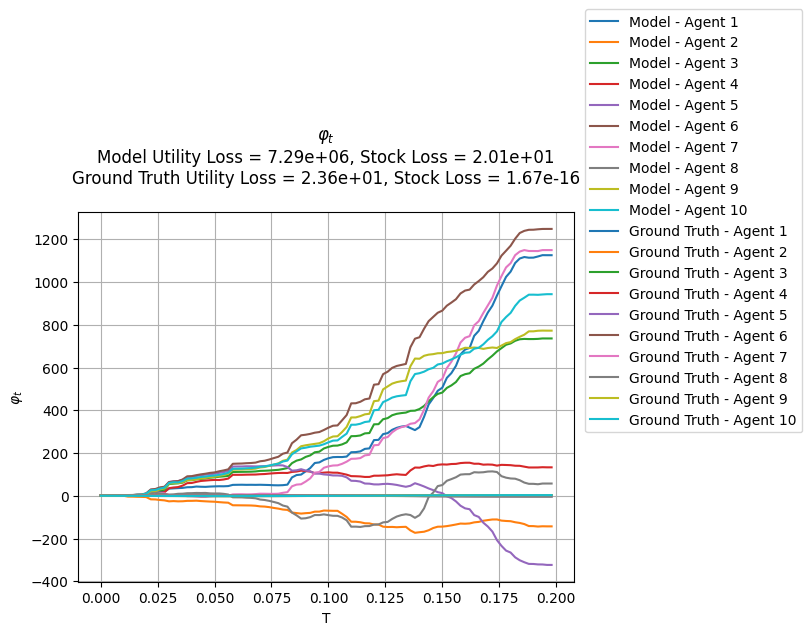 φt
Model Utility Loss = 7.29e+06, Stock Loss = 2.01e+01
Ground Truth Utility Loss = 2.36e+01, Stock Loss = 1.67e-16
Model - Agent 1
Model - Agent 2
Model - Agent 3
Model - Agent 4
Model - Agent 5
Model - Agent 6
Model - Agent 7
Model - Agent 8
Model - Agent 9
Model - Agent 10
Ground Truth - Agent 1
Ground Truth - Agent 2
Ground Truth - Agent 3
Ground Truth - Agent 4
Ground Truth - Agent 5
Ground Truth - Agent 6
Ground Truth - Agent 7
Ground Truth - Agent 8
Ground Truth - Agent 9
Ground Truth - Agent 10
φt
1200
1000
800
600
400
200
0
−200
−400
0.000 0.025 0.050 0.075 0.100 0.125 0.150 0.175 0.200
T